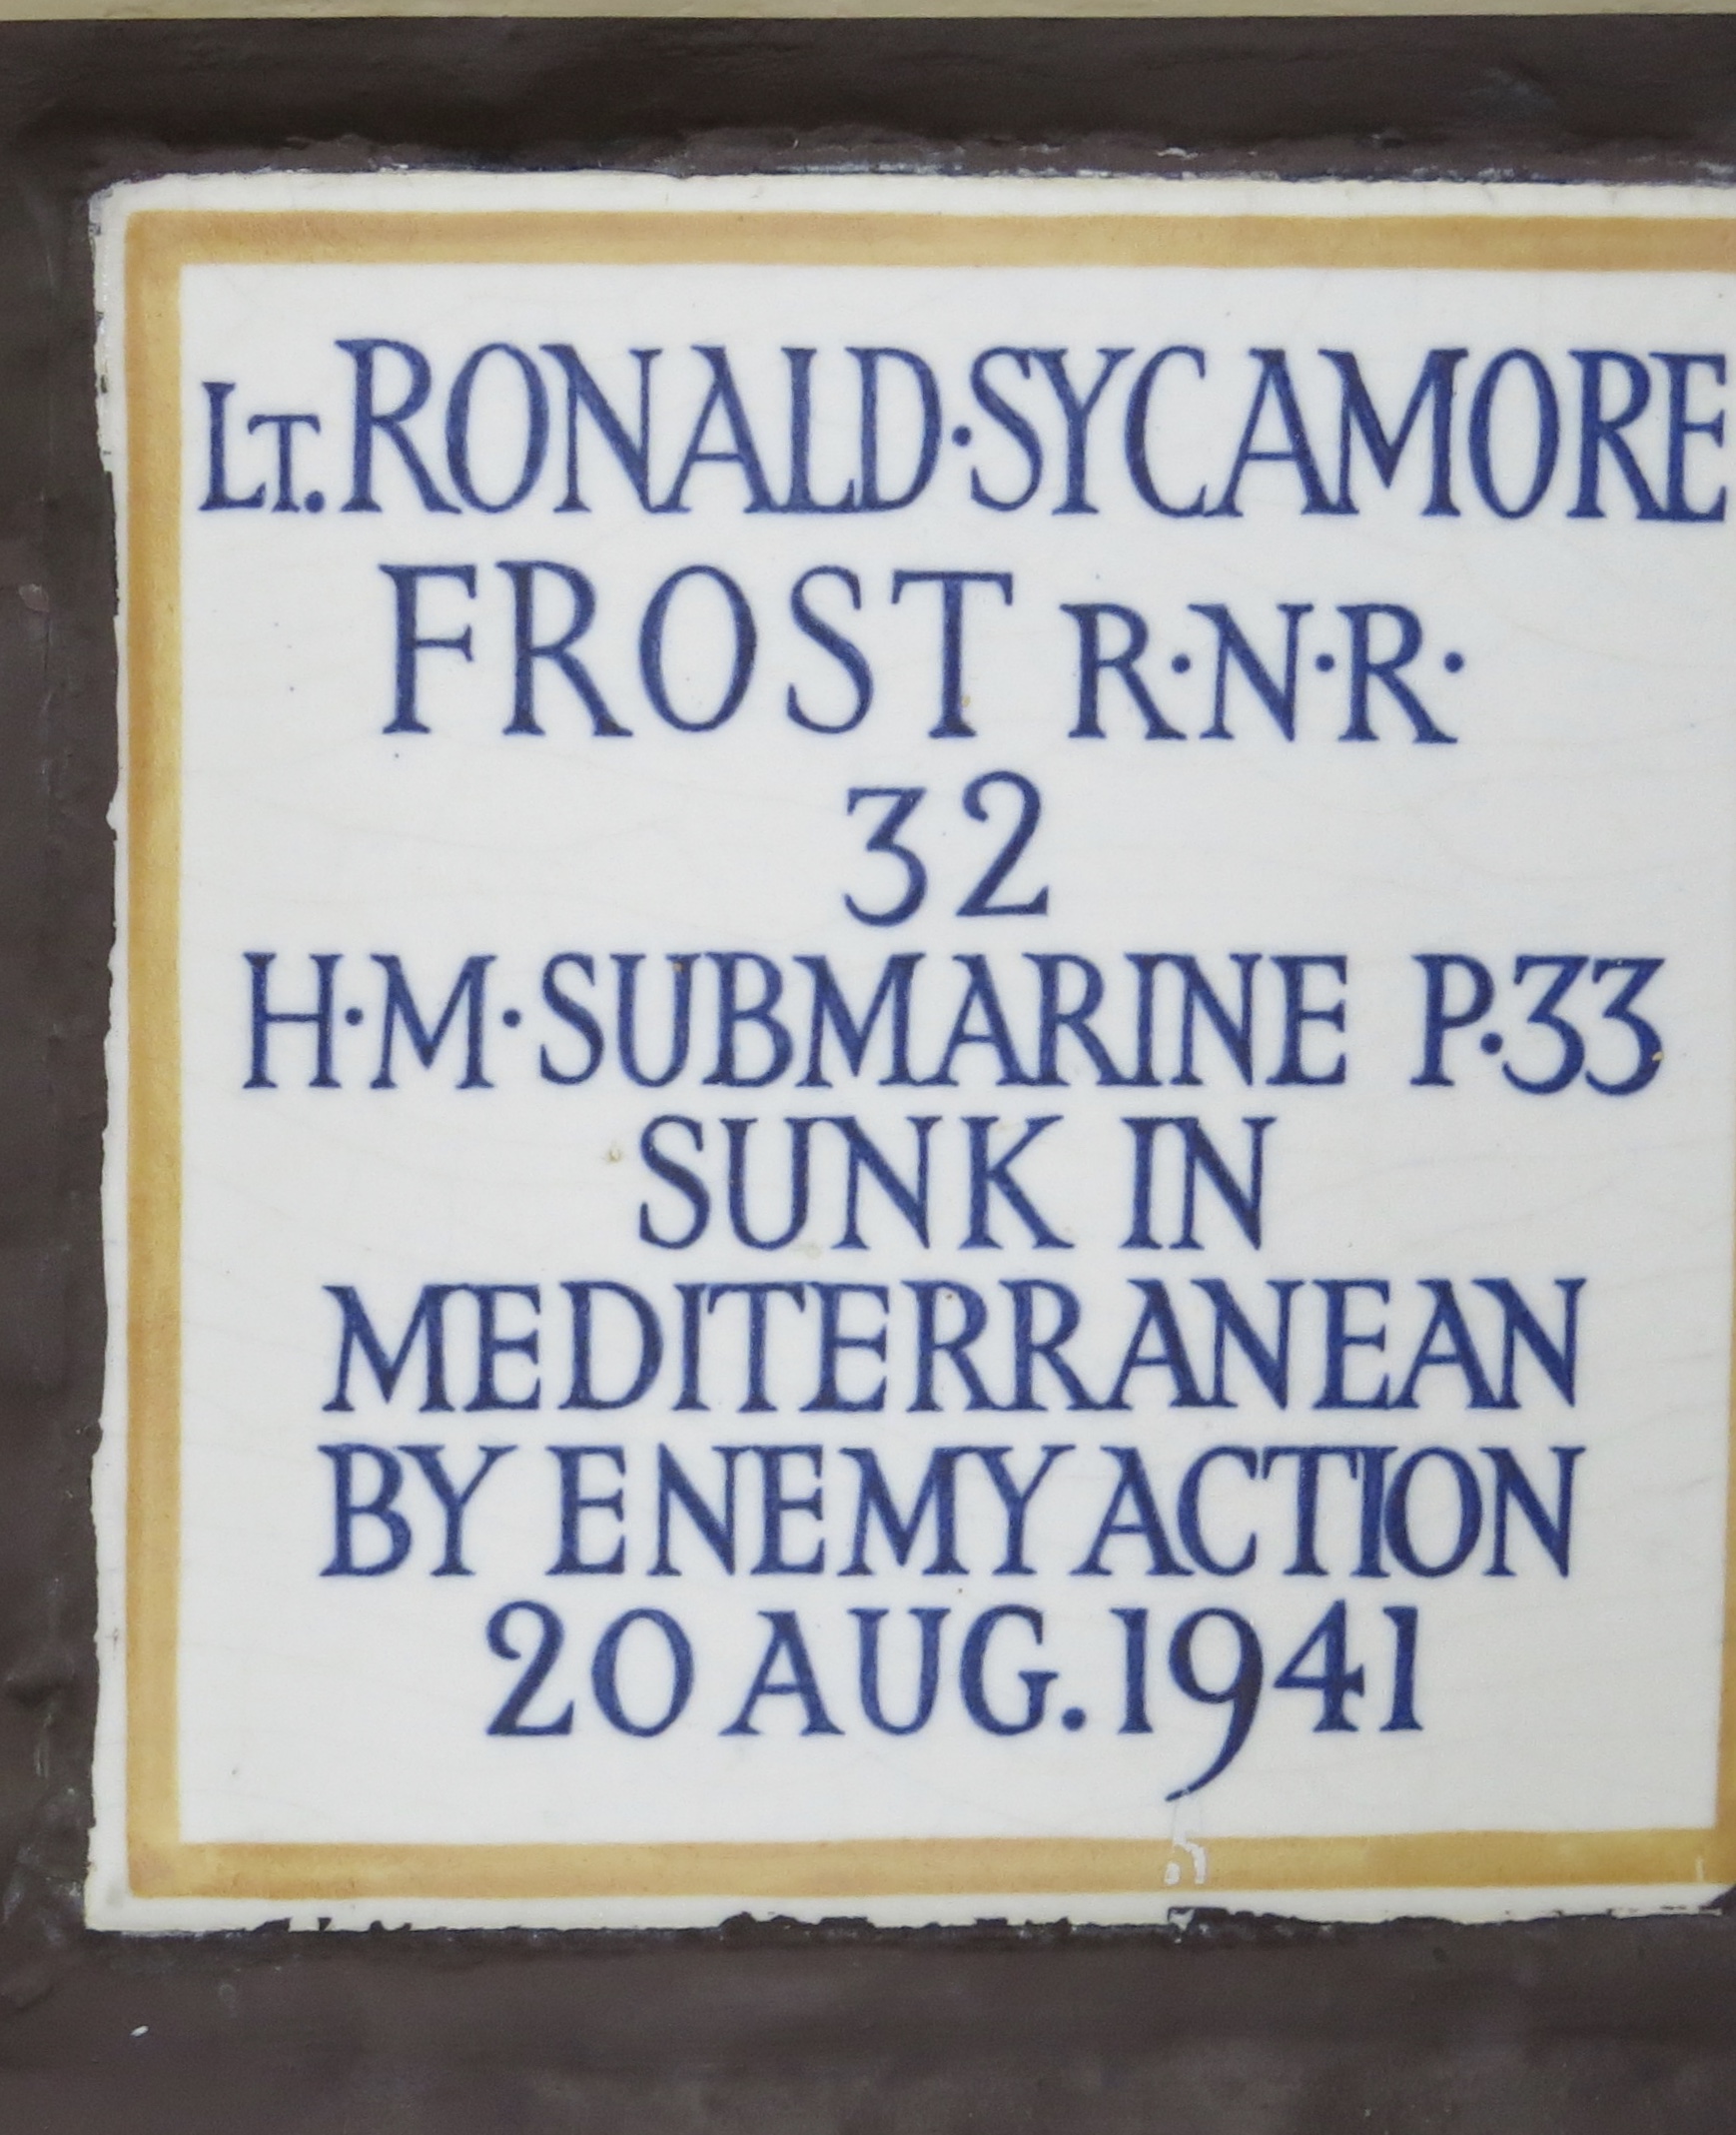 LT. RONALD·SYCAMORE
FROST R·N·R·
32
H·M·SUBMARINE P.33
SUNK IN
MEDITERRANEAN
BY ENEMY ACTION
20 AUG. 1941